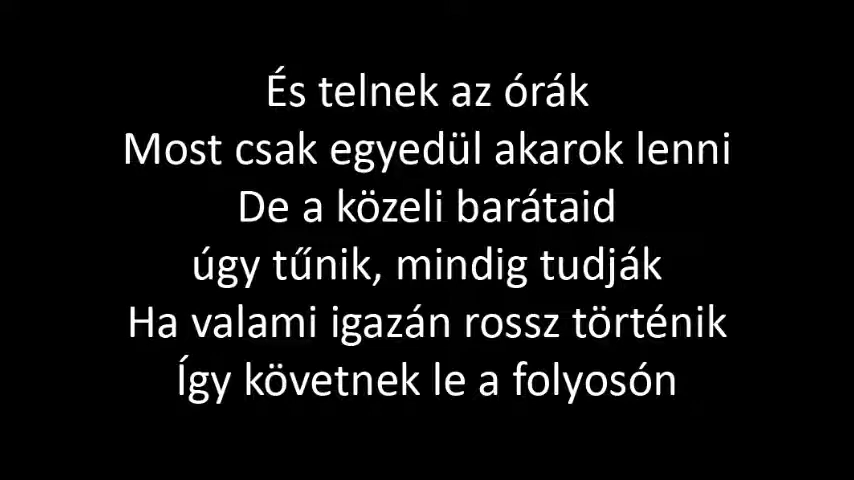 És telnek az órák
Most csak egyedül akarok lenni
De a közeli barátaid
úgy tűnik, mindig tudják
Ha valami igazán rossz történik
Így követnek le a folyosón